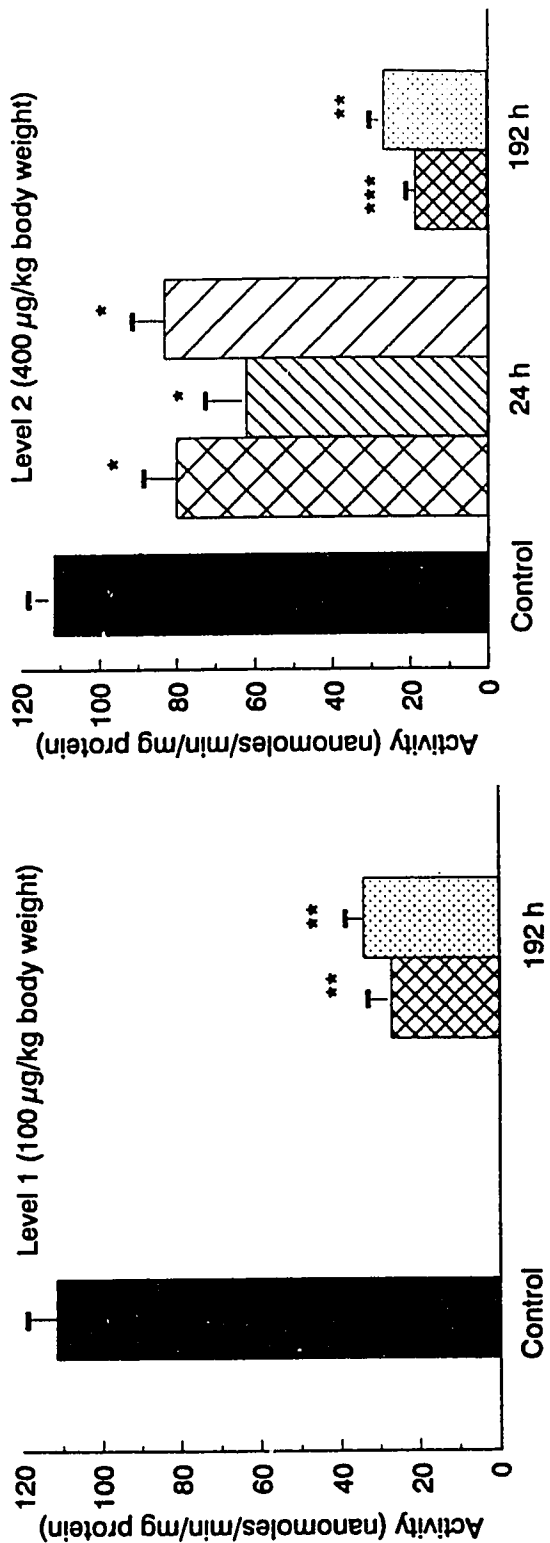 Level 1 (100 µg/kg body weight)
Activity (nanomoles/min/mg protein)
120
100
80
60
40
20
0
**
**
Control
192 h
Level 2 (400 µg/kg body weight)
Activity (nanomoles/min/mg protein)
120
100
80
60
40
20
0
*
*
*
***
**
Control
24 h
192 h